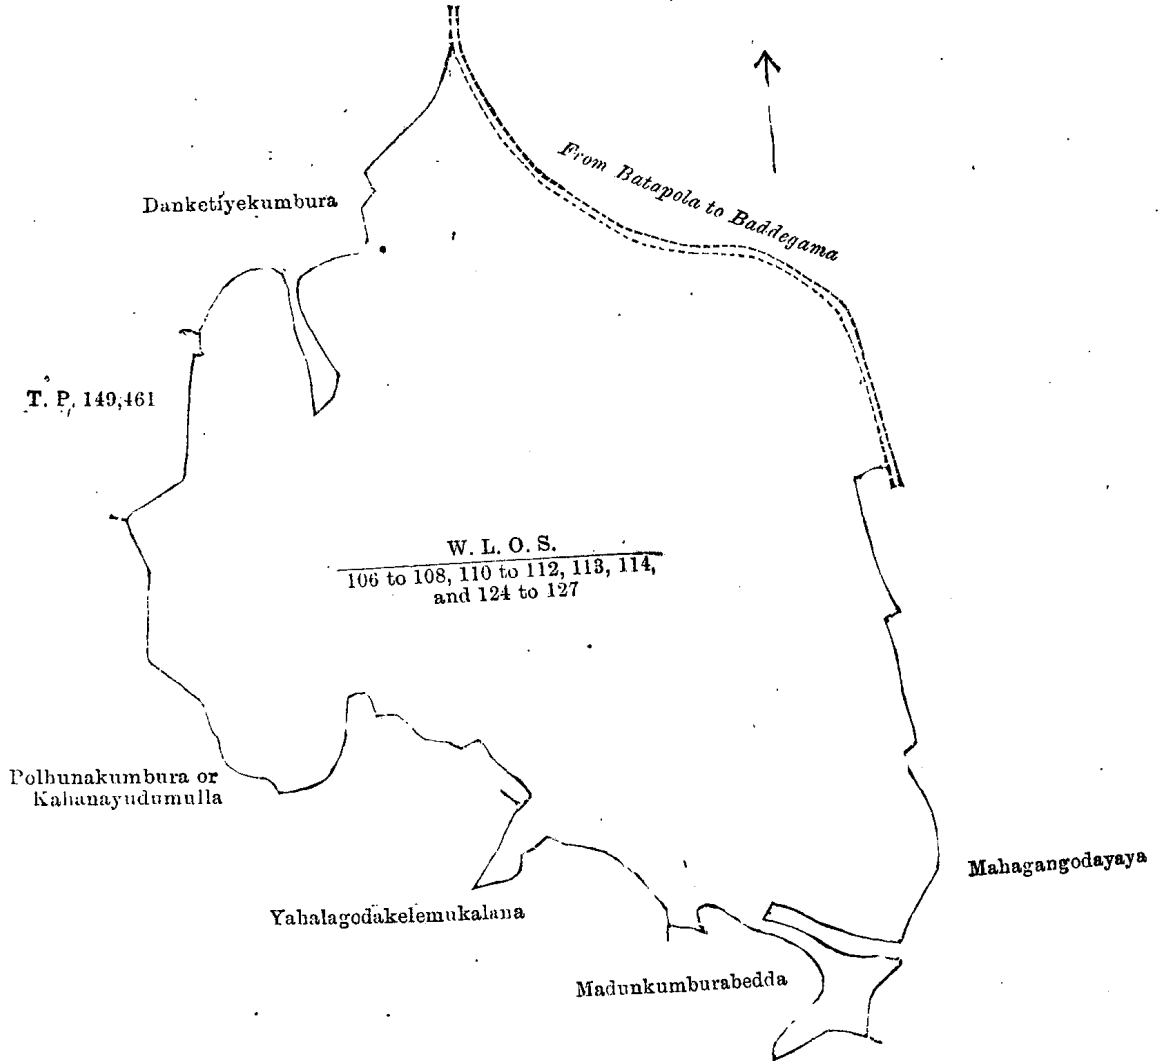 From Batapola to Baddegama
Danketiyekumbura
T. P. 149,461
W. L. O. S.
106 to 108, 110 to 112, 113, 114,
and 124 to 127
Polbunakumbura or
Kahanayudumulla
Mahagangodayaya
Yahalagodakelemukalana
Madunkumburabedda